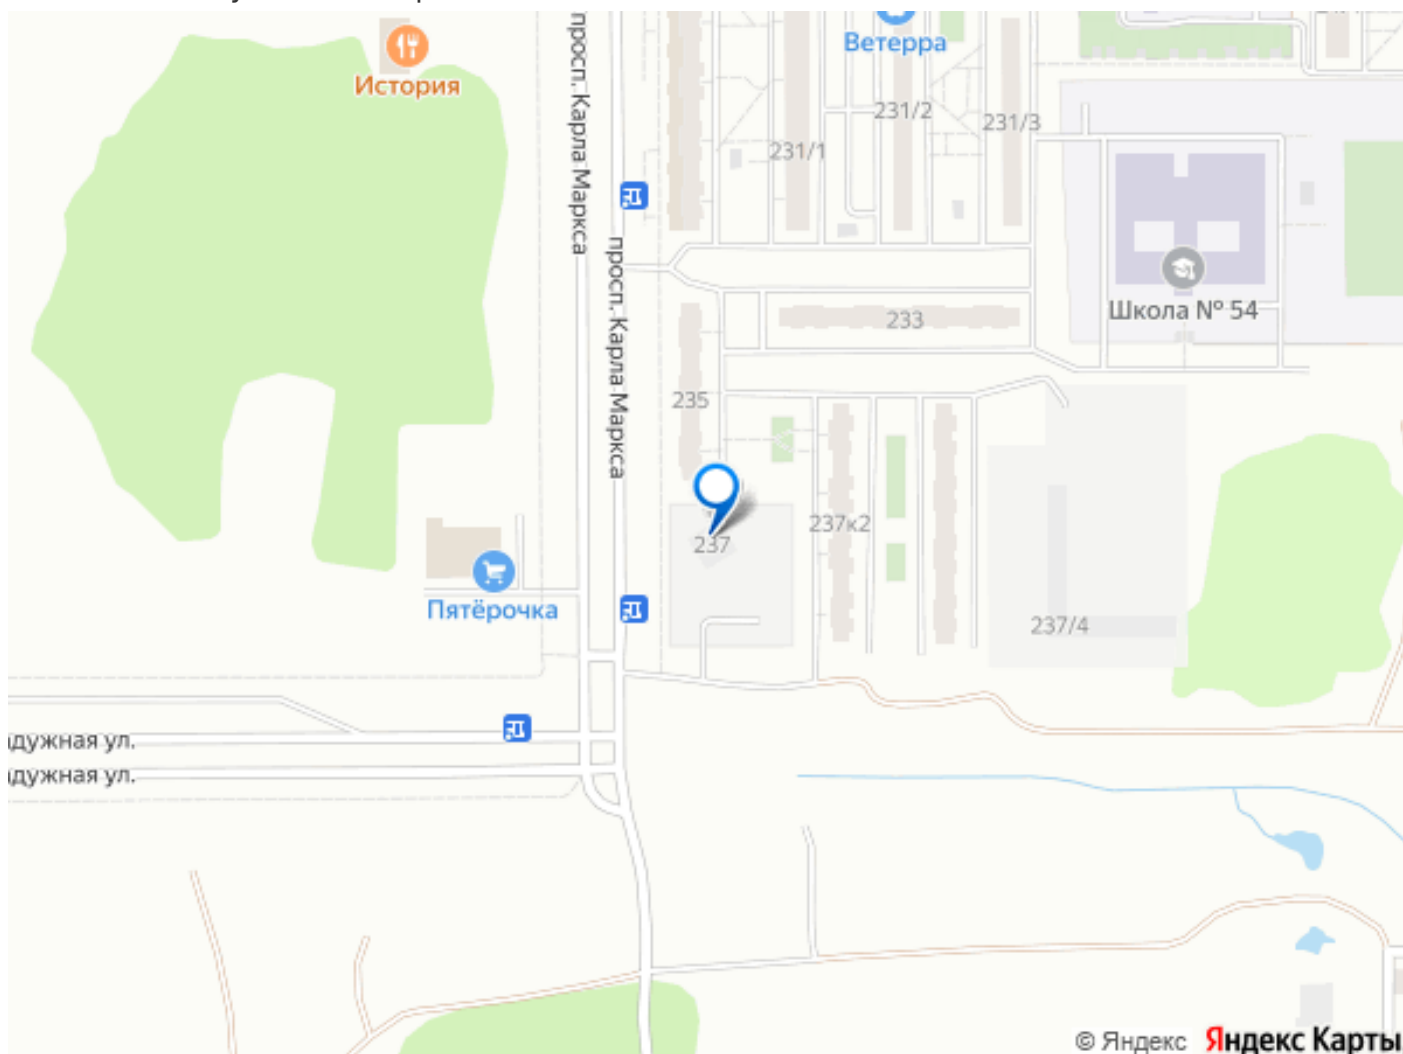 Ветерра
История
просп. Карла Маркса
231/2
231/3
231/1
просп. Карла Маркса
Школа № 54
233
235
237к2
237
Пятёрочка
237/4
дужная ул.
дужная ул.
© Яндекс Яндекс Карты